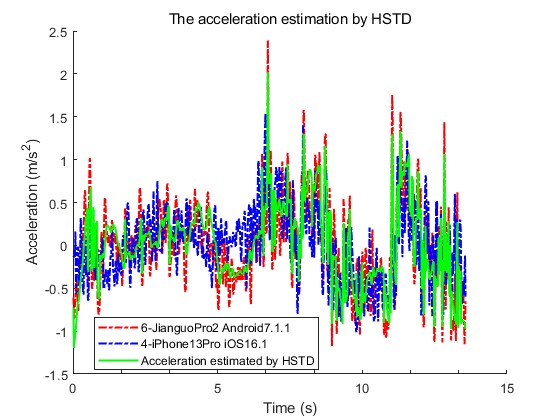 The acceleration estimation by HSTD
2.5
2
1.5
1
0.5
0
-0.5
-1
-1.5
Acceleration (m/s²)
6-JianguoPro2 Android7.1.1
4-iPhone13Pro iOS16.1
Acceleration estimated by HSTD
0 5 10 15
Time (s)